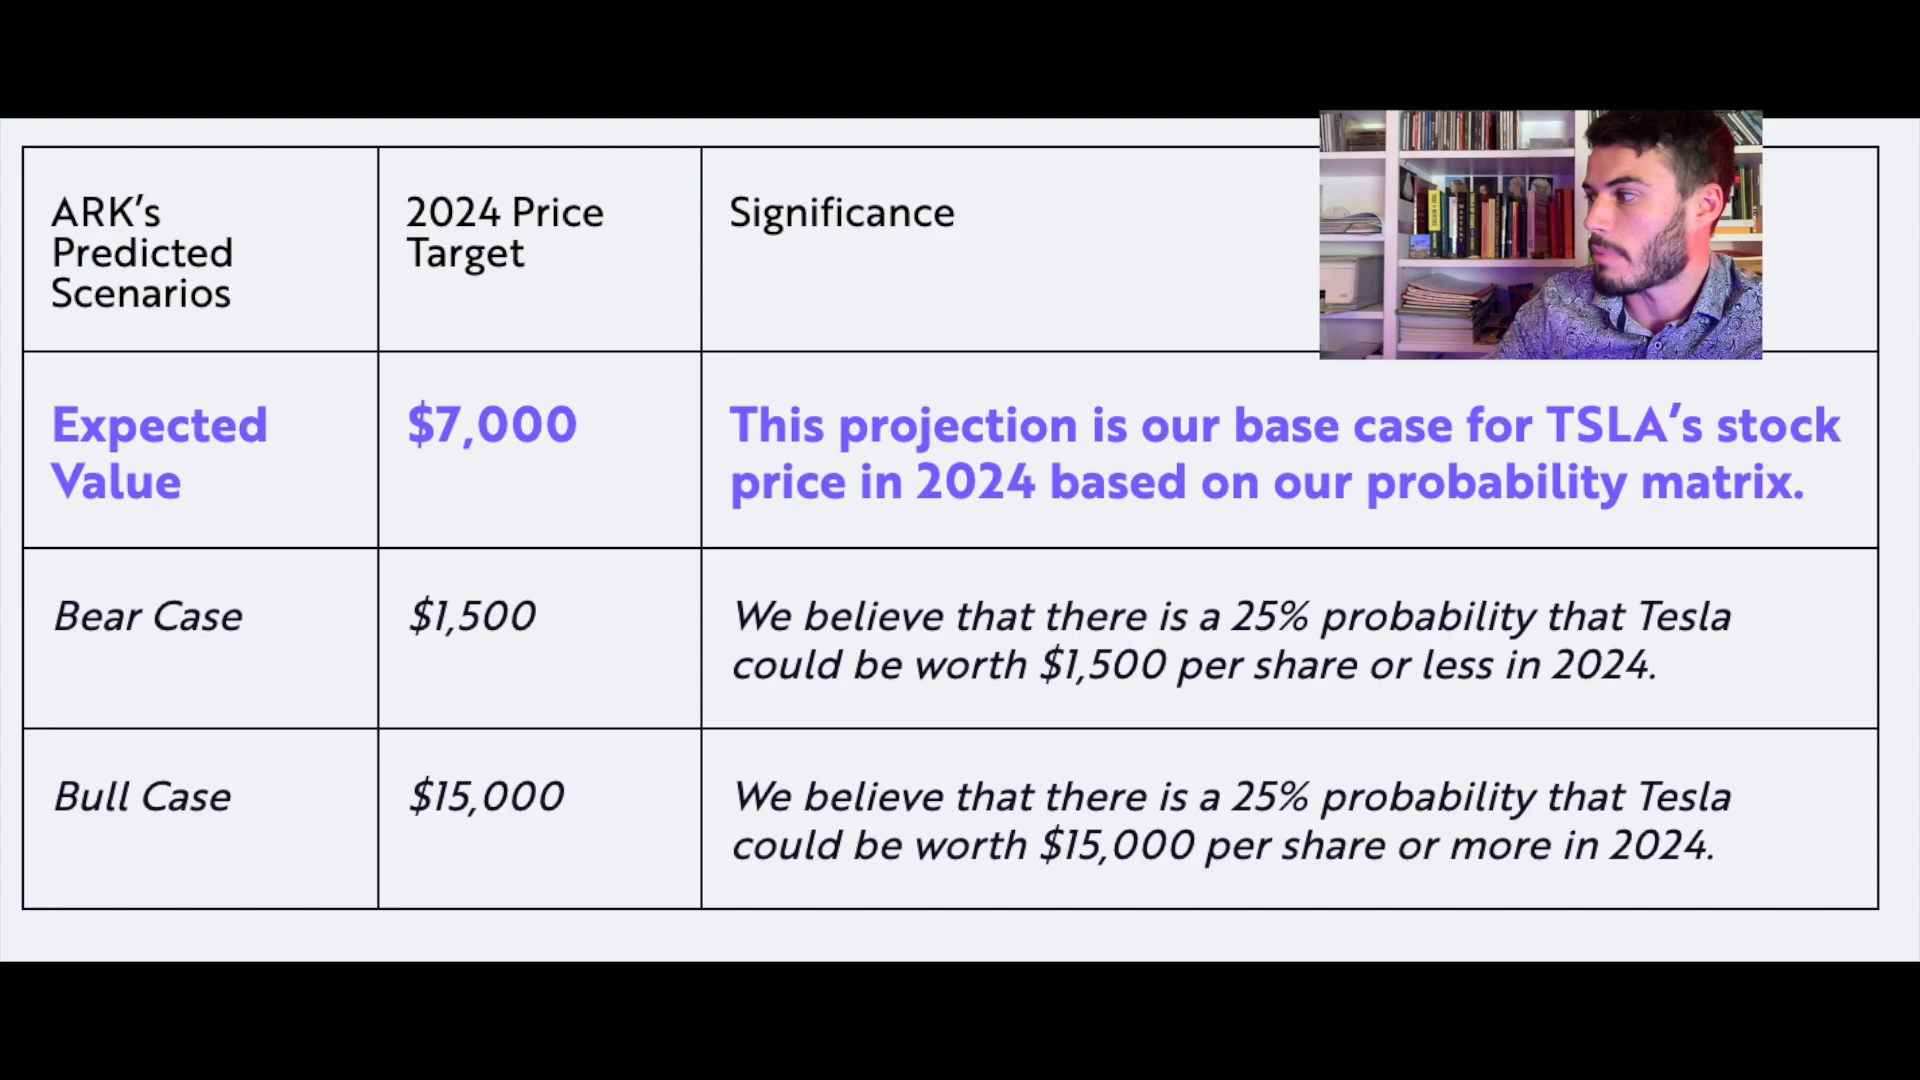 ARK's
Predicted
Scenarios
2024 Price
Target
Significance
Expected
Value
$7,000
This projection is our base case for TSLA's stock
price in 2024 based on our probability matrix.
Bear Case
$1,500
We believe that there is a 25% probability that Tesla
could be worth $1,500 per share or less in 2024.
Bull Case
$15,000
We believe that there is a 25% probability that Tesla
could be worth $15,000 per share or more in 2024.
MASTERY